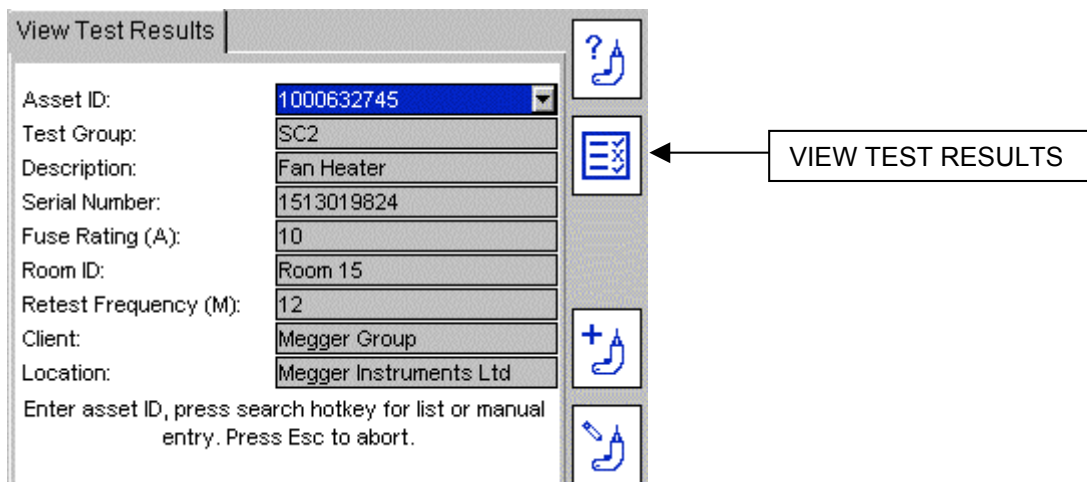 View Test Results
Asset ID: 1000632745
Test Group: SC2
Description: Fan Heater
Serial Number: 1513019824
Fuse Rating (A): 10
Room ID: Room 15
Retest Frequency (M): 12
Client: Megger Group
Location: Megger Instruments Ltd
Enter asset ID, press search hotkey for list or manual
entry. Press Esc to abort.
?
+
VIEW TEST RESULTS